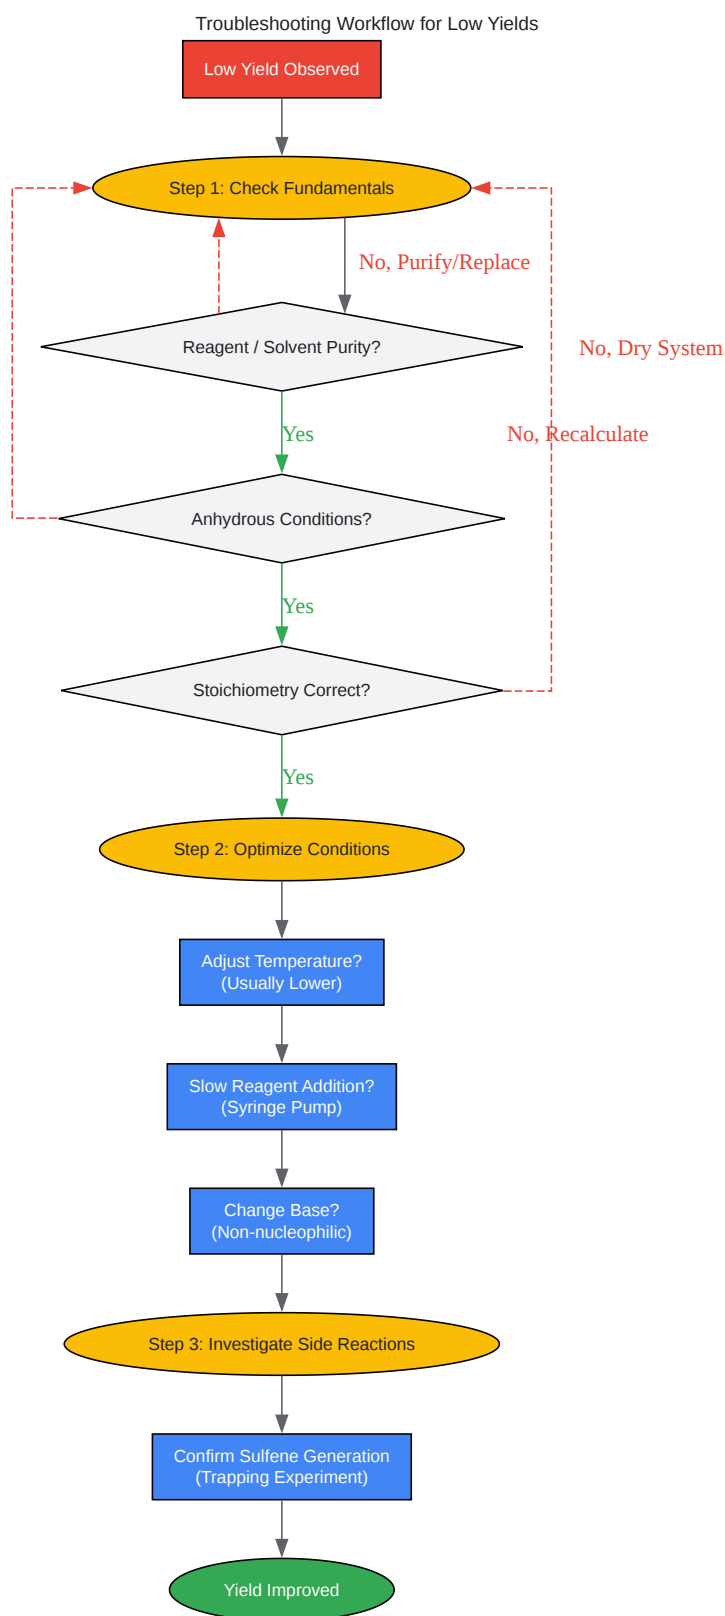 Troubleshooting Workflow for Low Yields
Low Yield Observed
Step 1: Check Fundamentals
No, Purify/Replace
Reagent / Solvent Purity?
No, Dry System
Yes
No, Recalculate
Anhydrous Conditions?
Yes
Stoichiometry Correct?
Yes
Step 2: Optimize Conditions
Adjust Temperature?
(Usually Lower)
Slow Reagent Addition?
(Syringe Pump)
Change Base?
(Non-nucleophilic)
Step 3: Investigate Side Reactions
Confirm Sulfene Generation
(Trapping Experiment)
Yield Improved